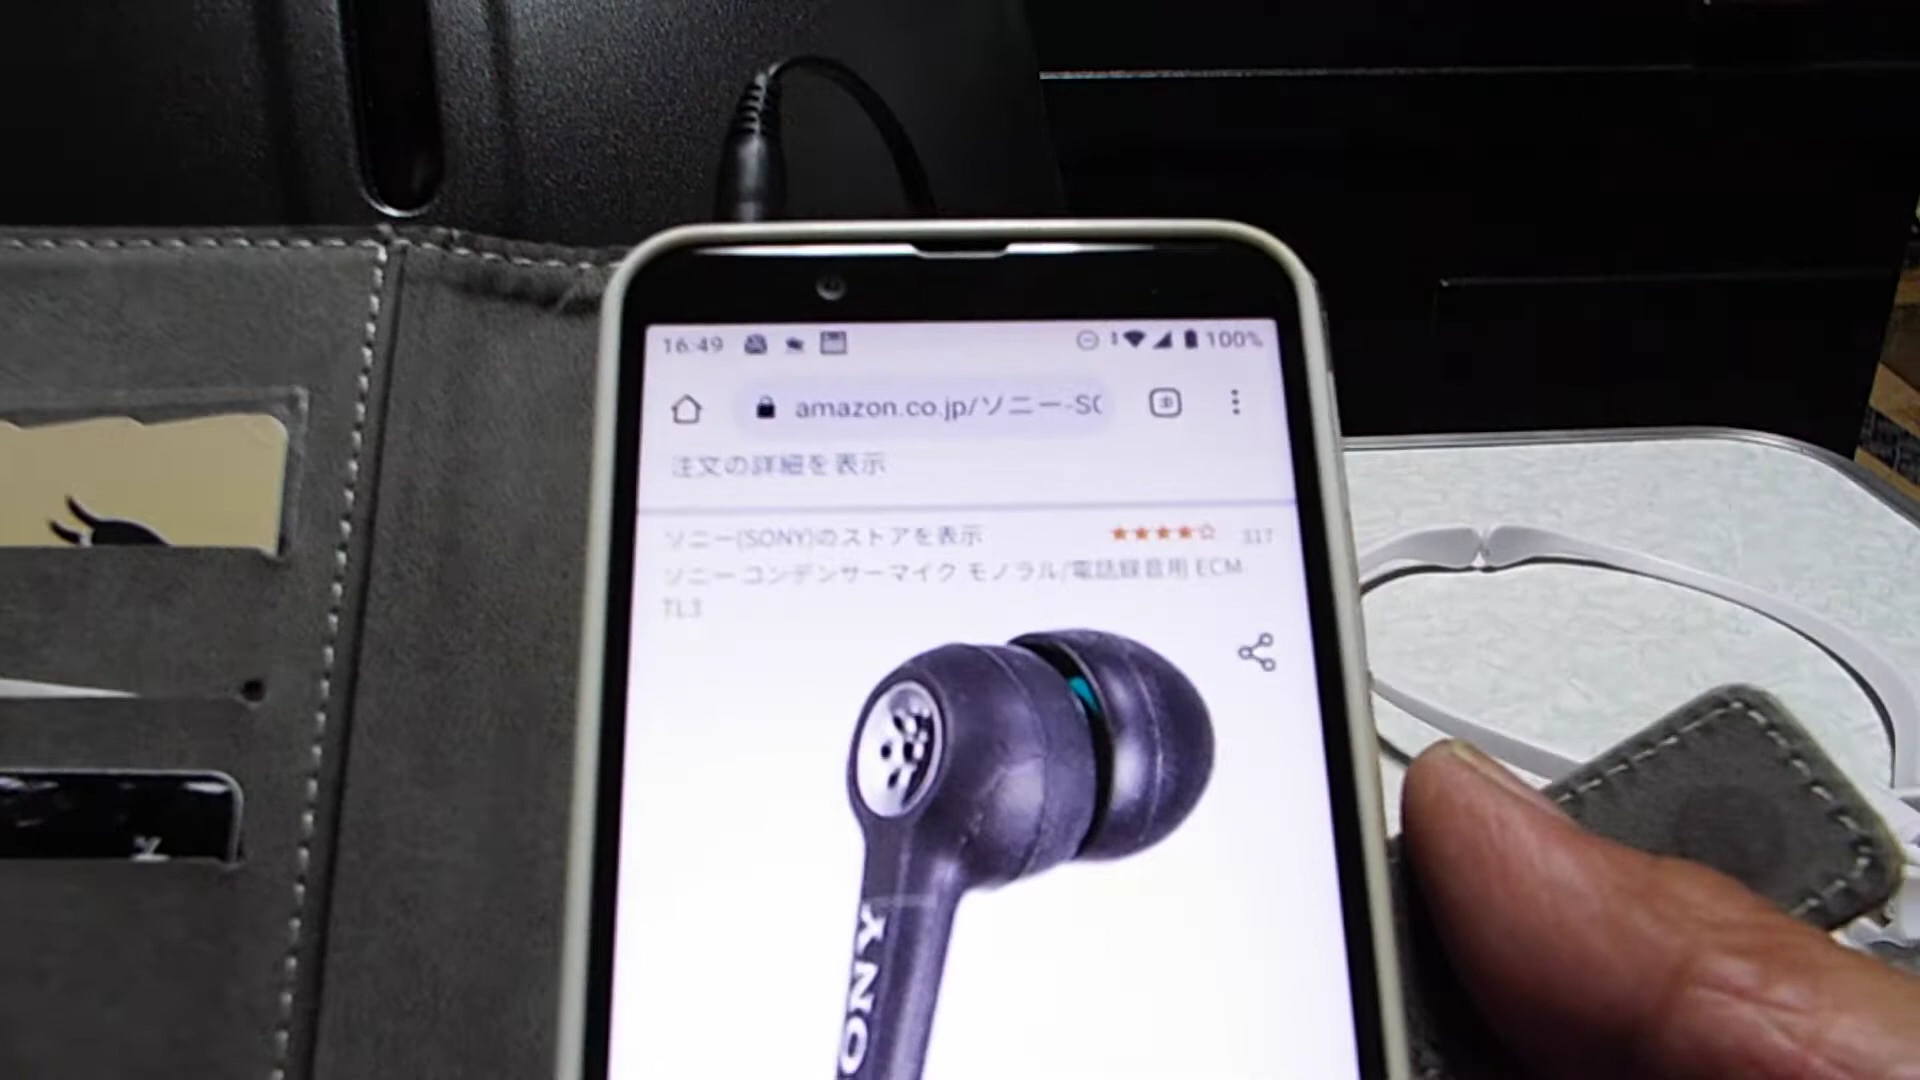 16:49 100%
amazon.co.jp/ソニー-SO
注文の詳細を表示
ソニー(SONY)のストアを表示 317
ソニー コンデンサーマイク モノラル/電話録音用 ECM-
TL3
SONY